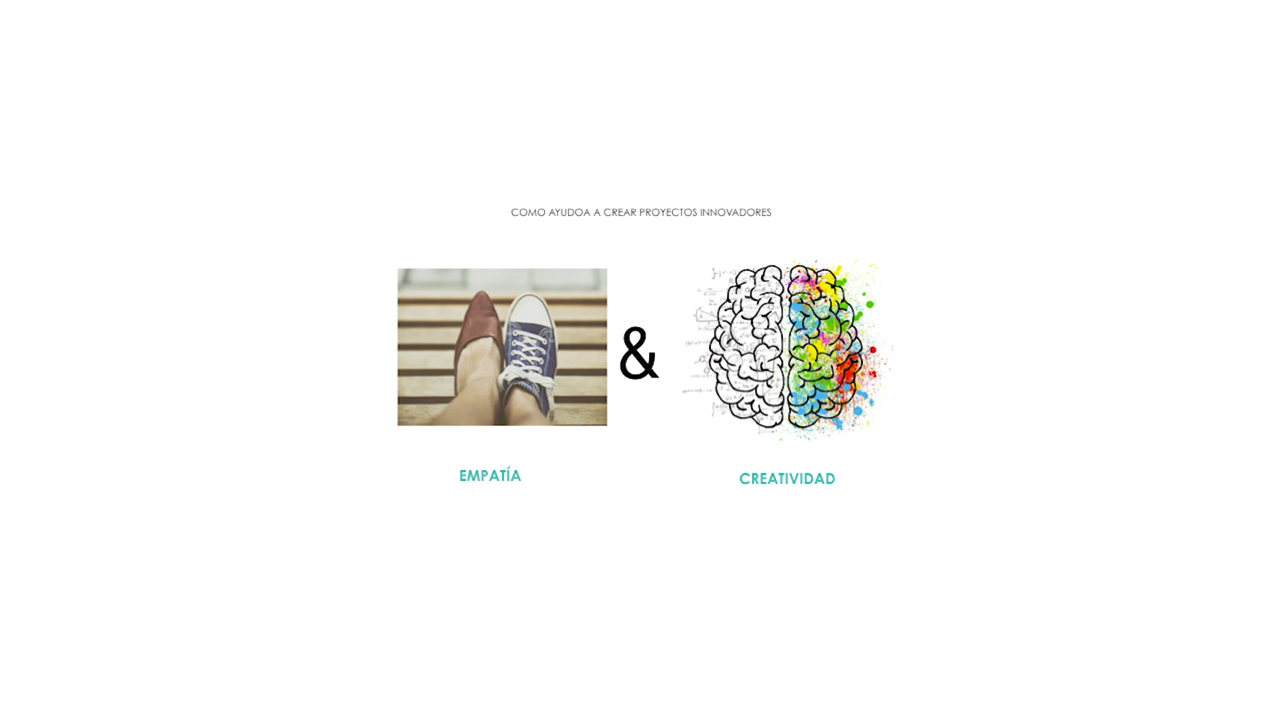 COMO AYUDOA A CREAR PROYECTOS INNOVADORES
&
EMPATÍA
CREATIVIDAD